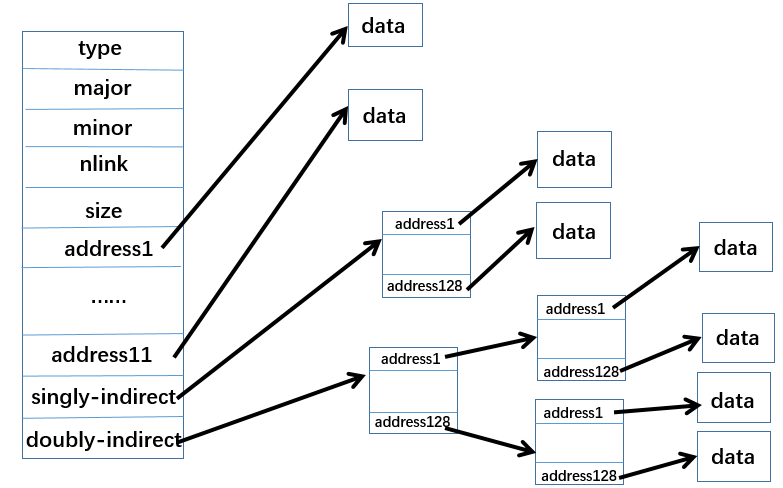 type
major
minor
nlink
size
address1
......
address11
singly-indirect
doubly-indirect
data
data
address1
address128
data
data
address1
address128
address1
address128
address1
address128
data
data
data
data